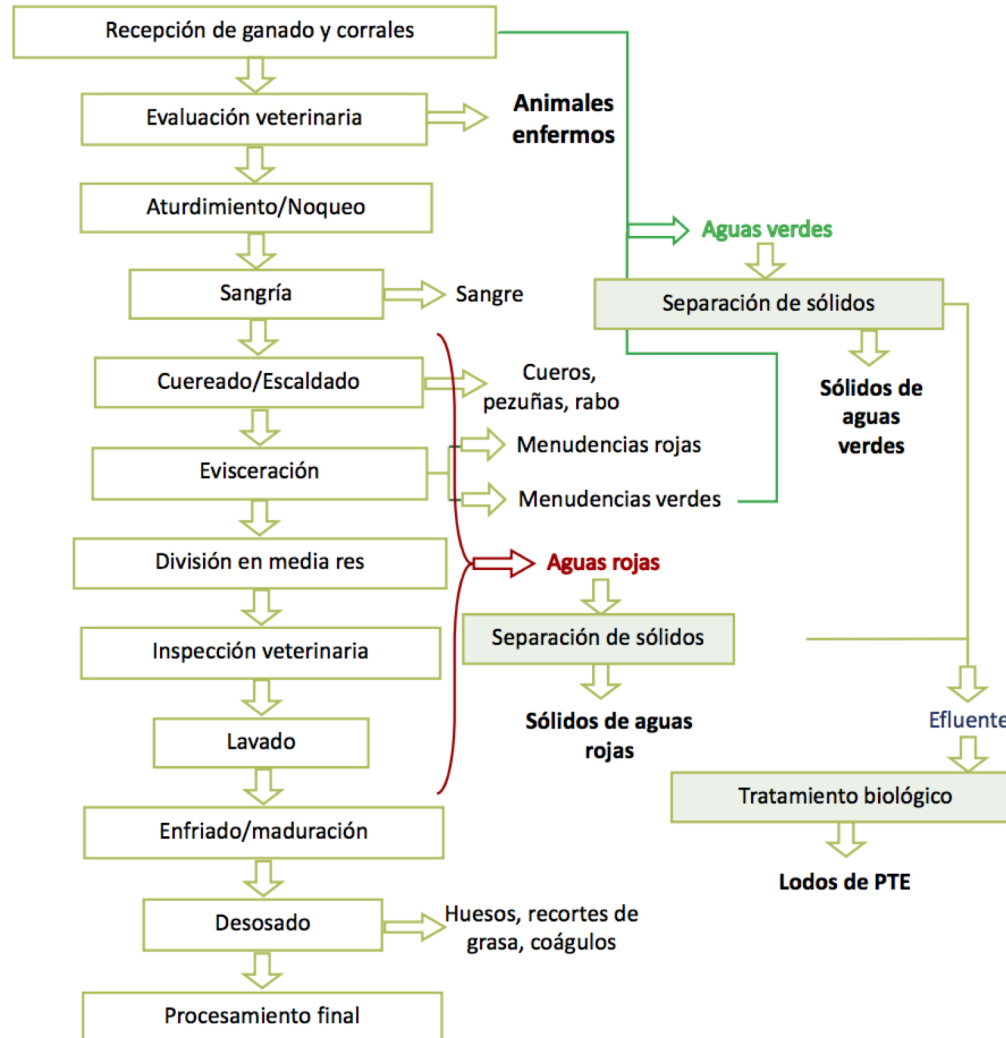 Recepción de ganado y corrales
Evaluación veterinaria
Animales
enfermos
Aturdimiento/Noqueo
Aguas verdes
Sangría
Sangre
Separación de sólidos
Cuereado/Escaldado
Cueros,
pezuñas, rabo
Sólidos de
aguas
verdes
Evisceración
Menudencias rojas
Menudencias verdes
División en media res
Aguas rojas
Separación de sólidos
Inspección veterinaria
Sólidos de aguas
rojas
Efluente
Lavado
Tratamiento biológico
Enfriado/maduración
Lodos de PTE
Desosado
Huesos, recortes de
grasa, coágulos
Procesamiento final